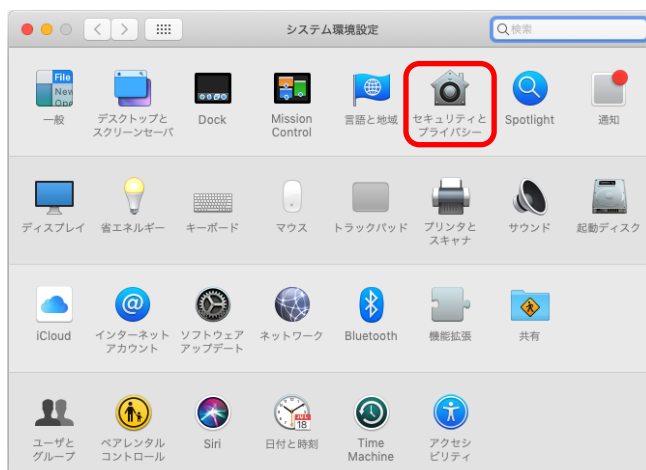 システム環境設定
検索
File
New
Ope
一般
デスクトップと
スクリーンセーバ
Dock
Mission
Control
言語と地域
セキュリティと
プライバシー
Spotlight
通知
ディスプレイ
省エネルギー
キーボード
マウス
トラックパッド
プリンタと
スキャナ
サウンド
起動ディスク
iCloud
インターネット
アカウント
ソフトウェア
アップデート
ネットワーク
Bluetooth
機能拡張
共有
ユーザと
グループ
ペアレンタル
コントロール
Siri
JUL
18
日付と時刻
Time
Machine
アクセシ
ビリティ